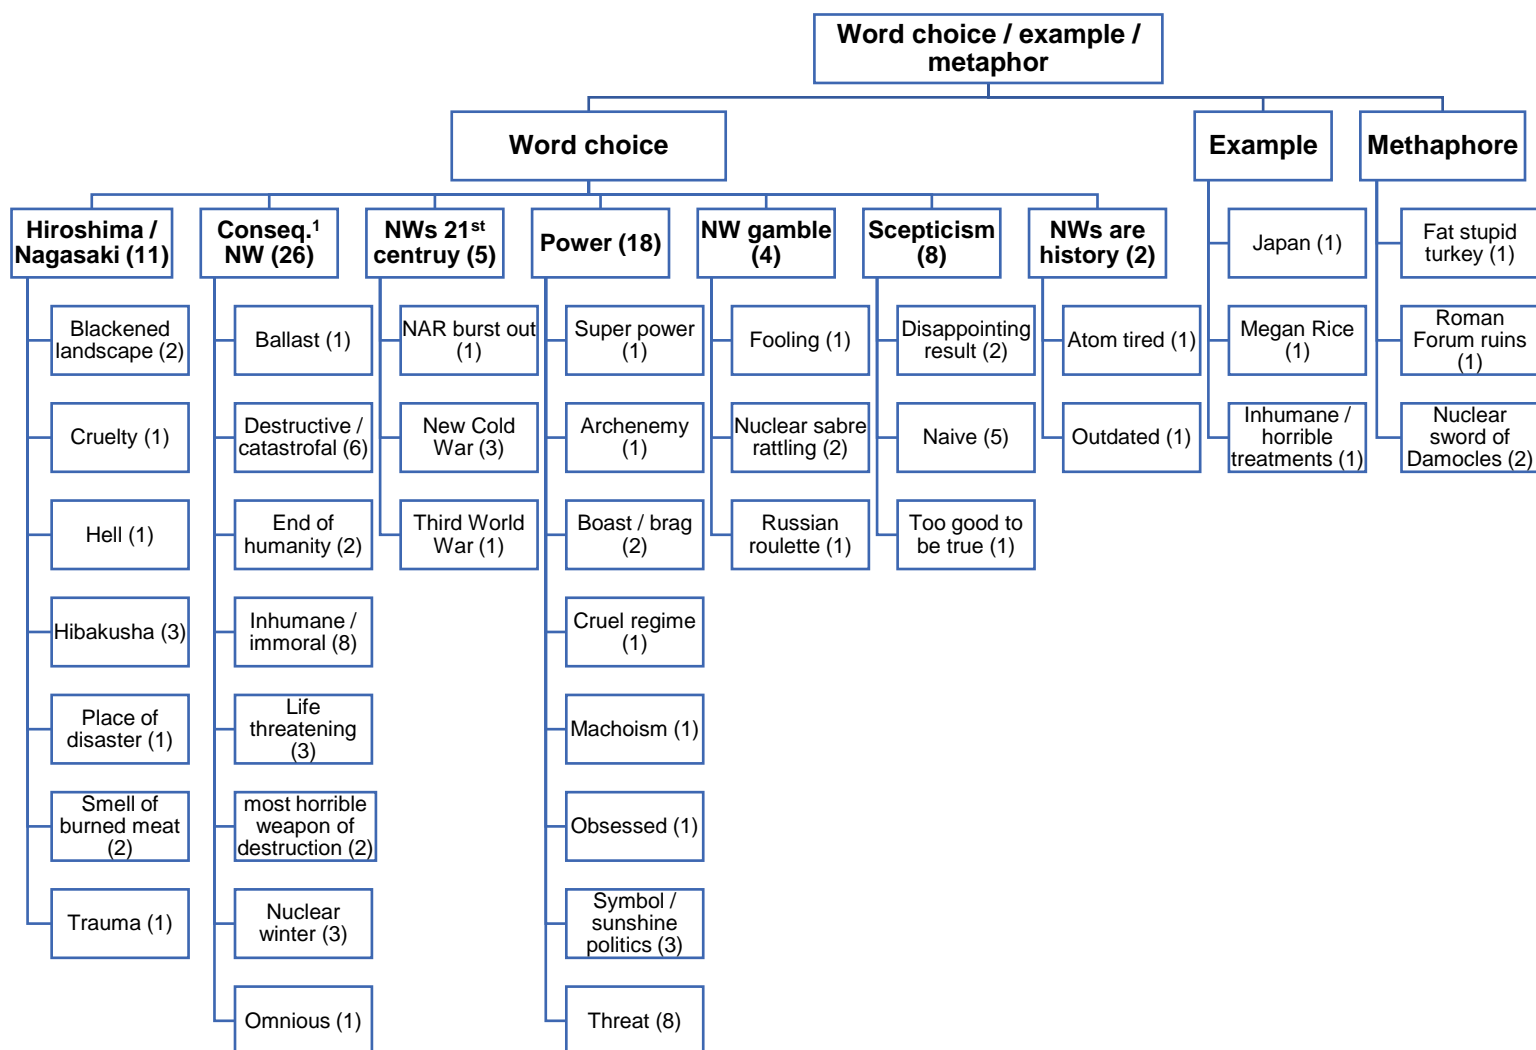 Word choice / example /
metaphor
Word choice
Example
Methaphore
Hiroshima /
Nagasaki (11)
Conseq.¹
NW (26)
NWs 21st
centruy (5)
Power (18)
NW gamble
(4)
Scepticism
(8)
NWs are
history (2)
Japan (1)
Fat stupid
turkey (1)
Blackened
landscape (2)
Ballast (1)
NAR burst out
(1)
Super power
(1)
Fooling (1)
Disappointing
result (2)
Atom tired (1)
Megan Rice
(1)
Roman
Forum ruins
(1)
Cruelty (1)
Destructive /
catastrofal (6)
New Cold
War (3)
Archenemy
(1)
Nuclear sabre
rattling (2)
Naive (5)
Outdated (1)
Inhumane /
horrible
treatments (1)
Nuclear
sword of
Damocles (2)
Hell (1)
End of
humanity (2)
Third World
War (1)
Boast / brag
(2)
Russian
roulette (1)
Too good to
be true (1)
Hibakusha (3)
Inhumane /
immoral (8)
Cruel regime
(1)
Place of
disaster (1)
Life
threatening
(3)
Machoism (1)
Smell of
burned meat
(2)
most horrible
weapon of
destruction (2)
Obsessed (1)
Trauma (1)
Nuclear
winter (3)
Symbol /
sunshine
politics (3)
Omnious (1)
Threat (8)